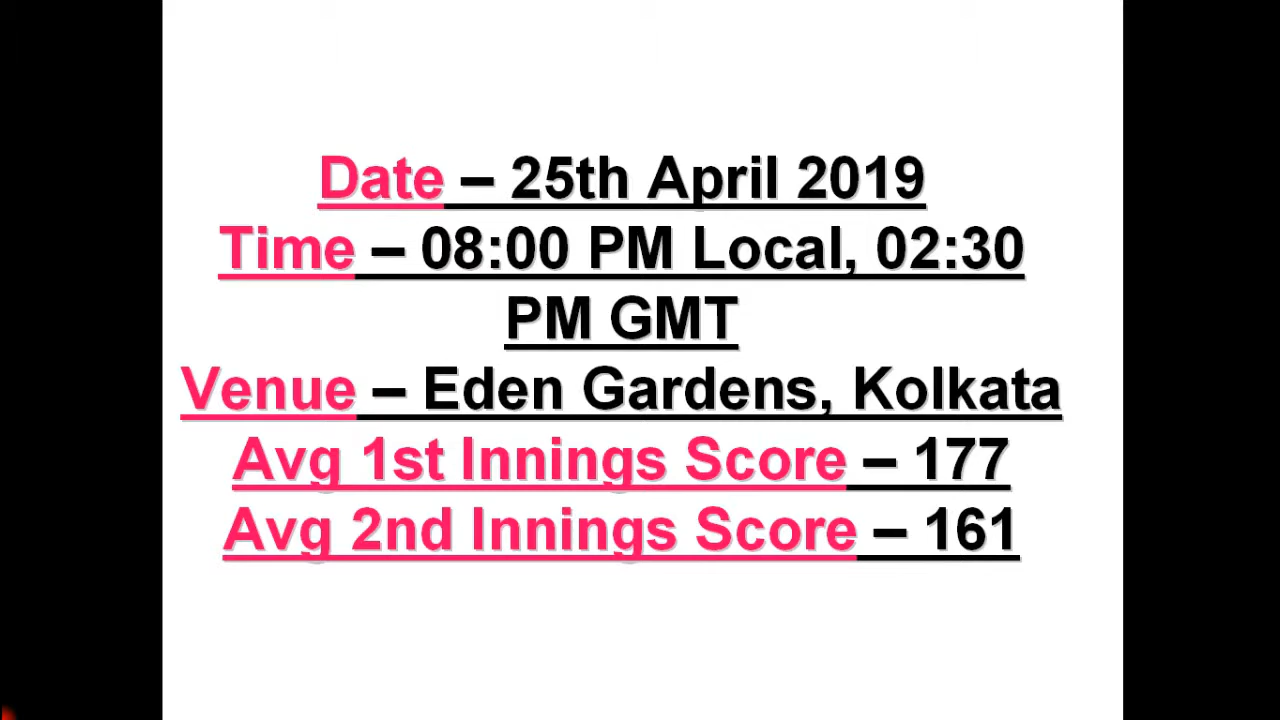 Date – 25th April 2019
Time – 08:00 PM Local, 02:30
PM GMT
Venue – Eden Gardens, Kolkata
Avg 1st Innings Score – 177
Avg 2nd Innings Score – 161